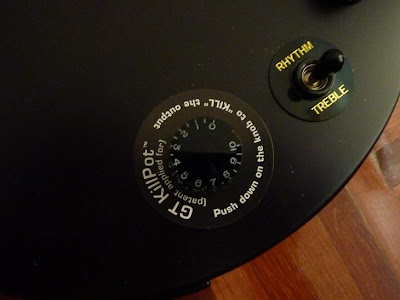 RHYTHM
TREBLE
GT KillPot™
(patent applied for)
Push down on the knob to "KILL" the output
0 1 2 3 4 5 6 7 8 9 10